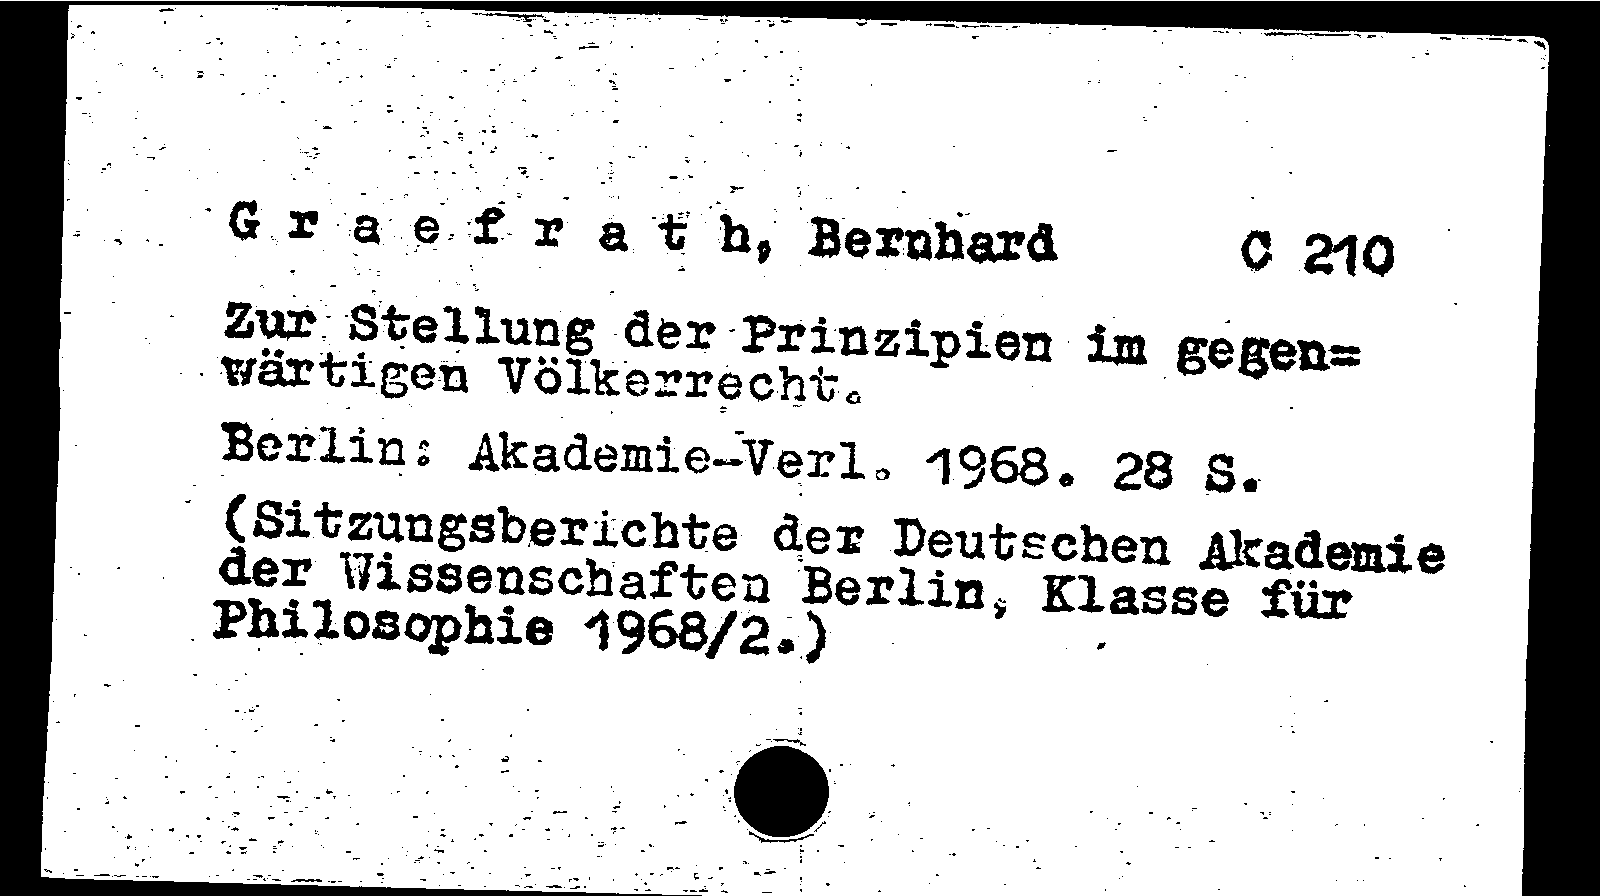 G r a e f r a t h, Bernhard C 210
Zur Stellung der Prinzipien im gegen=
wärtigen Völkerrecht.
Berlin: Akademie-Verl. 1968. 28 S.
(Sitzungsberichte der Deutschen Akademie
der Wissenschaften Berlin, Klasse für
Philosophie 1968/2.)